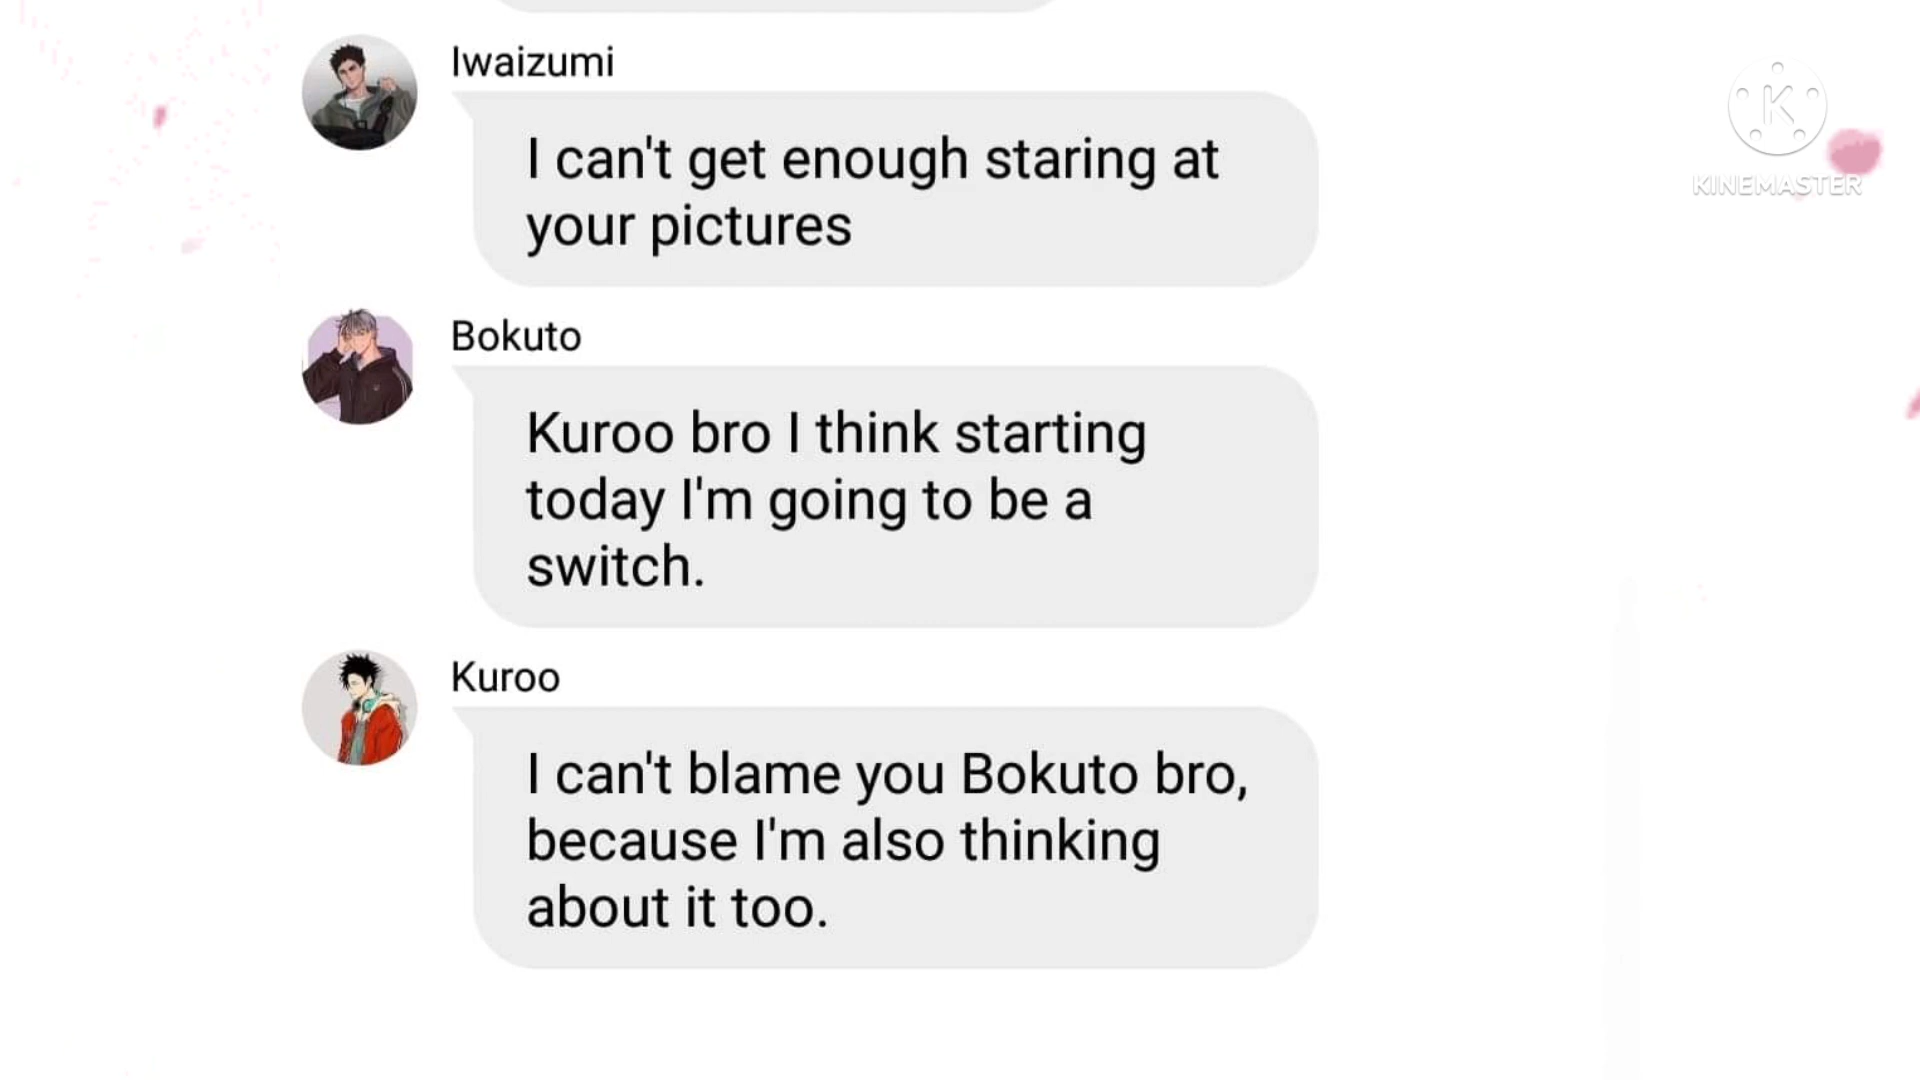 Iwaizumi
I can't get enough staring at
your pictures
Bokuto
Kuroo bro I think starting
today I'm going to be a
switch.
Kuroo
I can't blame you Bokuto bro,
because I'm also thinking
about it too.
K
KINEMASTER